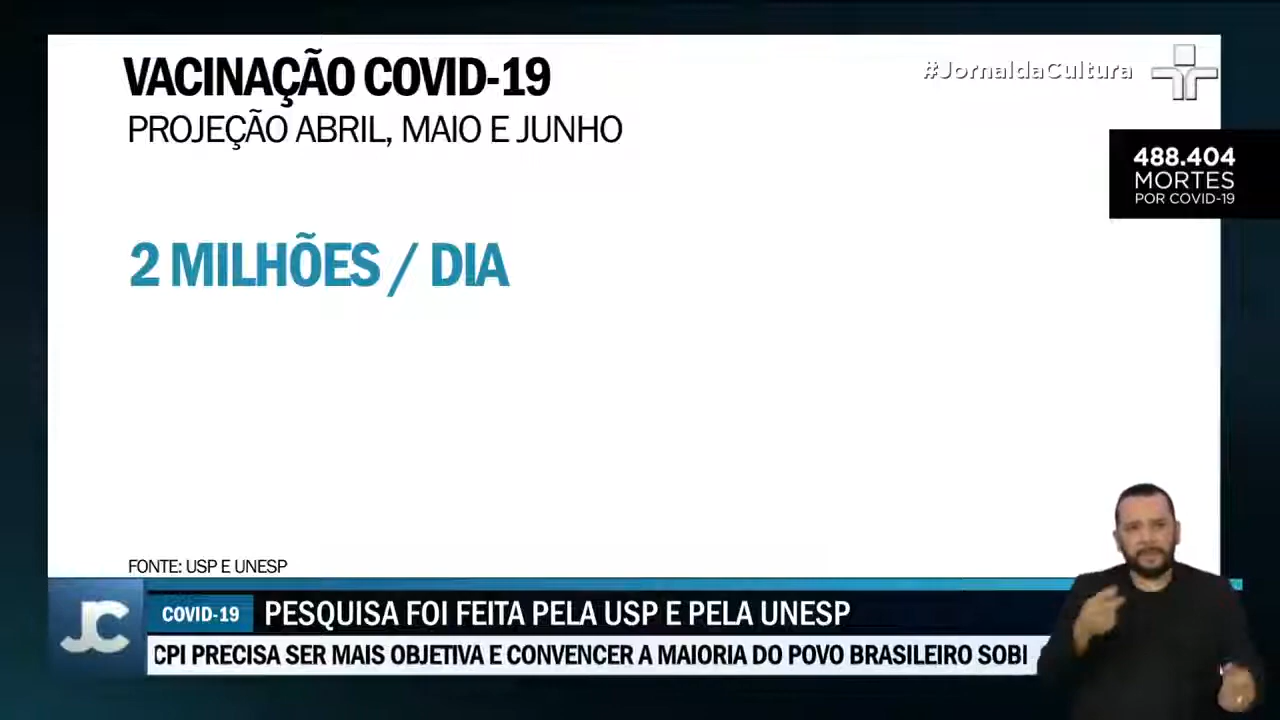 VACINAÇÃO COVID-19
PROJEÇÃO ABRIL, MAIO E JUNHO
#JornaldaCultura
488.404
MORTES
POR COVID-19
2 MILHÕES / DIA
FONTE: USP E UNESP
JC
COVID-19
PESQUISA FOI FEITA PELA USP E PELA UNESP
CPI PRECISA SER MAIS OBJETIVA E CONVENCER A MAIORIA DO POVO BRASILEIRO SOBI